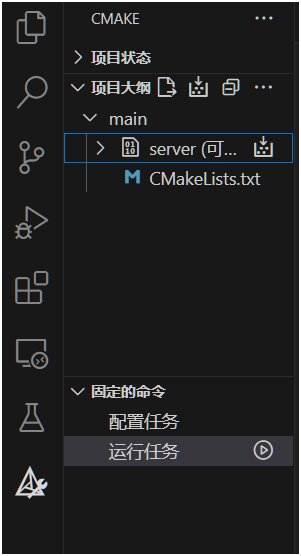 CMAKE
项目状态
项目大纲
main
server (可...
CMakeLists.txt
固定的命令
配置任务
运行任务